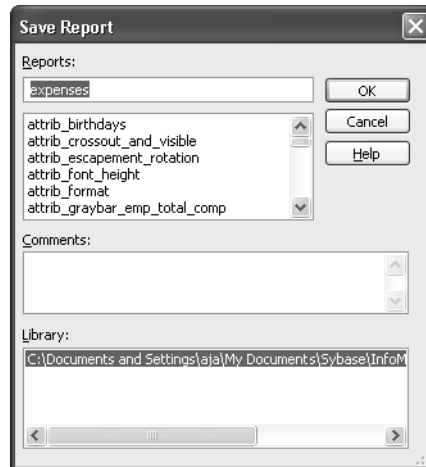 Save Report
Reports:
expenses
OK
attrib_birthdays
attrib_crossout_and_visible
attrib_escapement_rotation
attrib_font_height
attrib_format
attrib_graybar_emp_total_comp
Cancel
Help
Comments:
Library:
C:\Documents and Settings\aja\My Documents\Sybase\InfoM